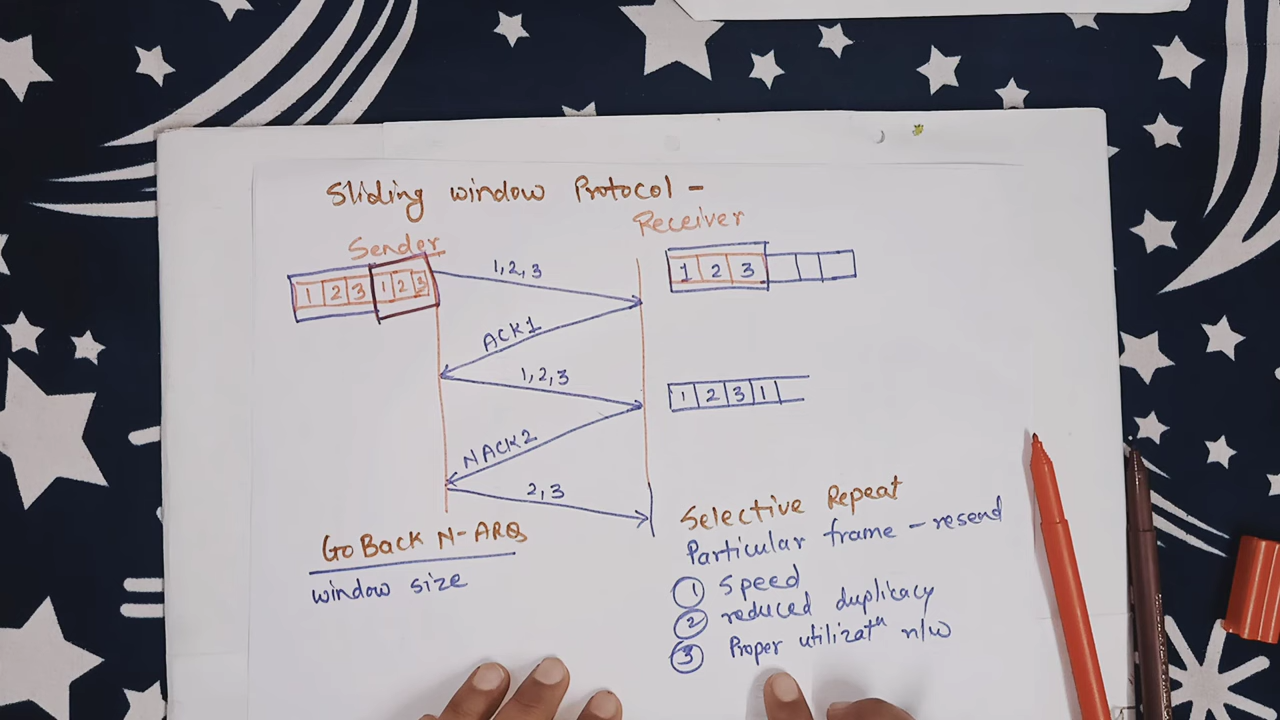 Sliding window Protocol -
Sender
Receiver
1 2 3 1 2 3
1,2,3
1 2 3
ACK1
1,2,3
1 2 3 1
NACK2
2,3
GoBack N-ARQ
window size
Selective Repeat
Particular frame - resend
1 Speed
2 reduced duplicacy
3 Proper utilizatⁿ n/w